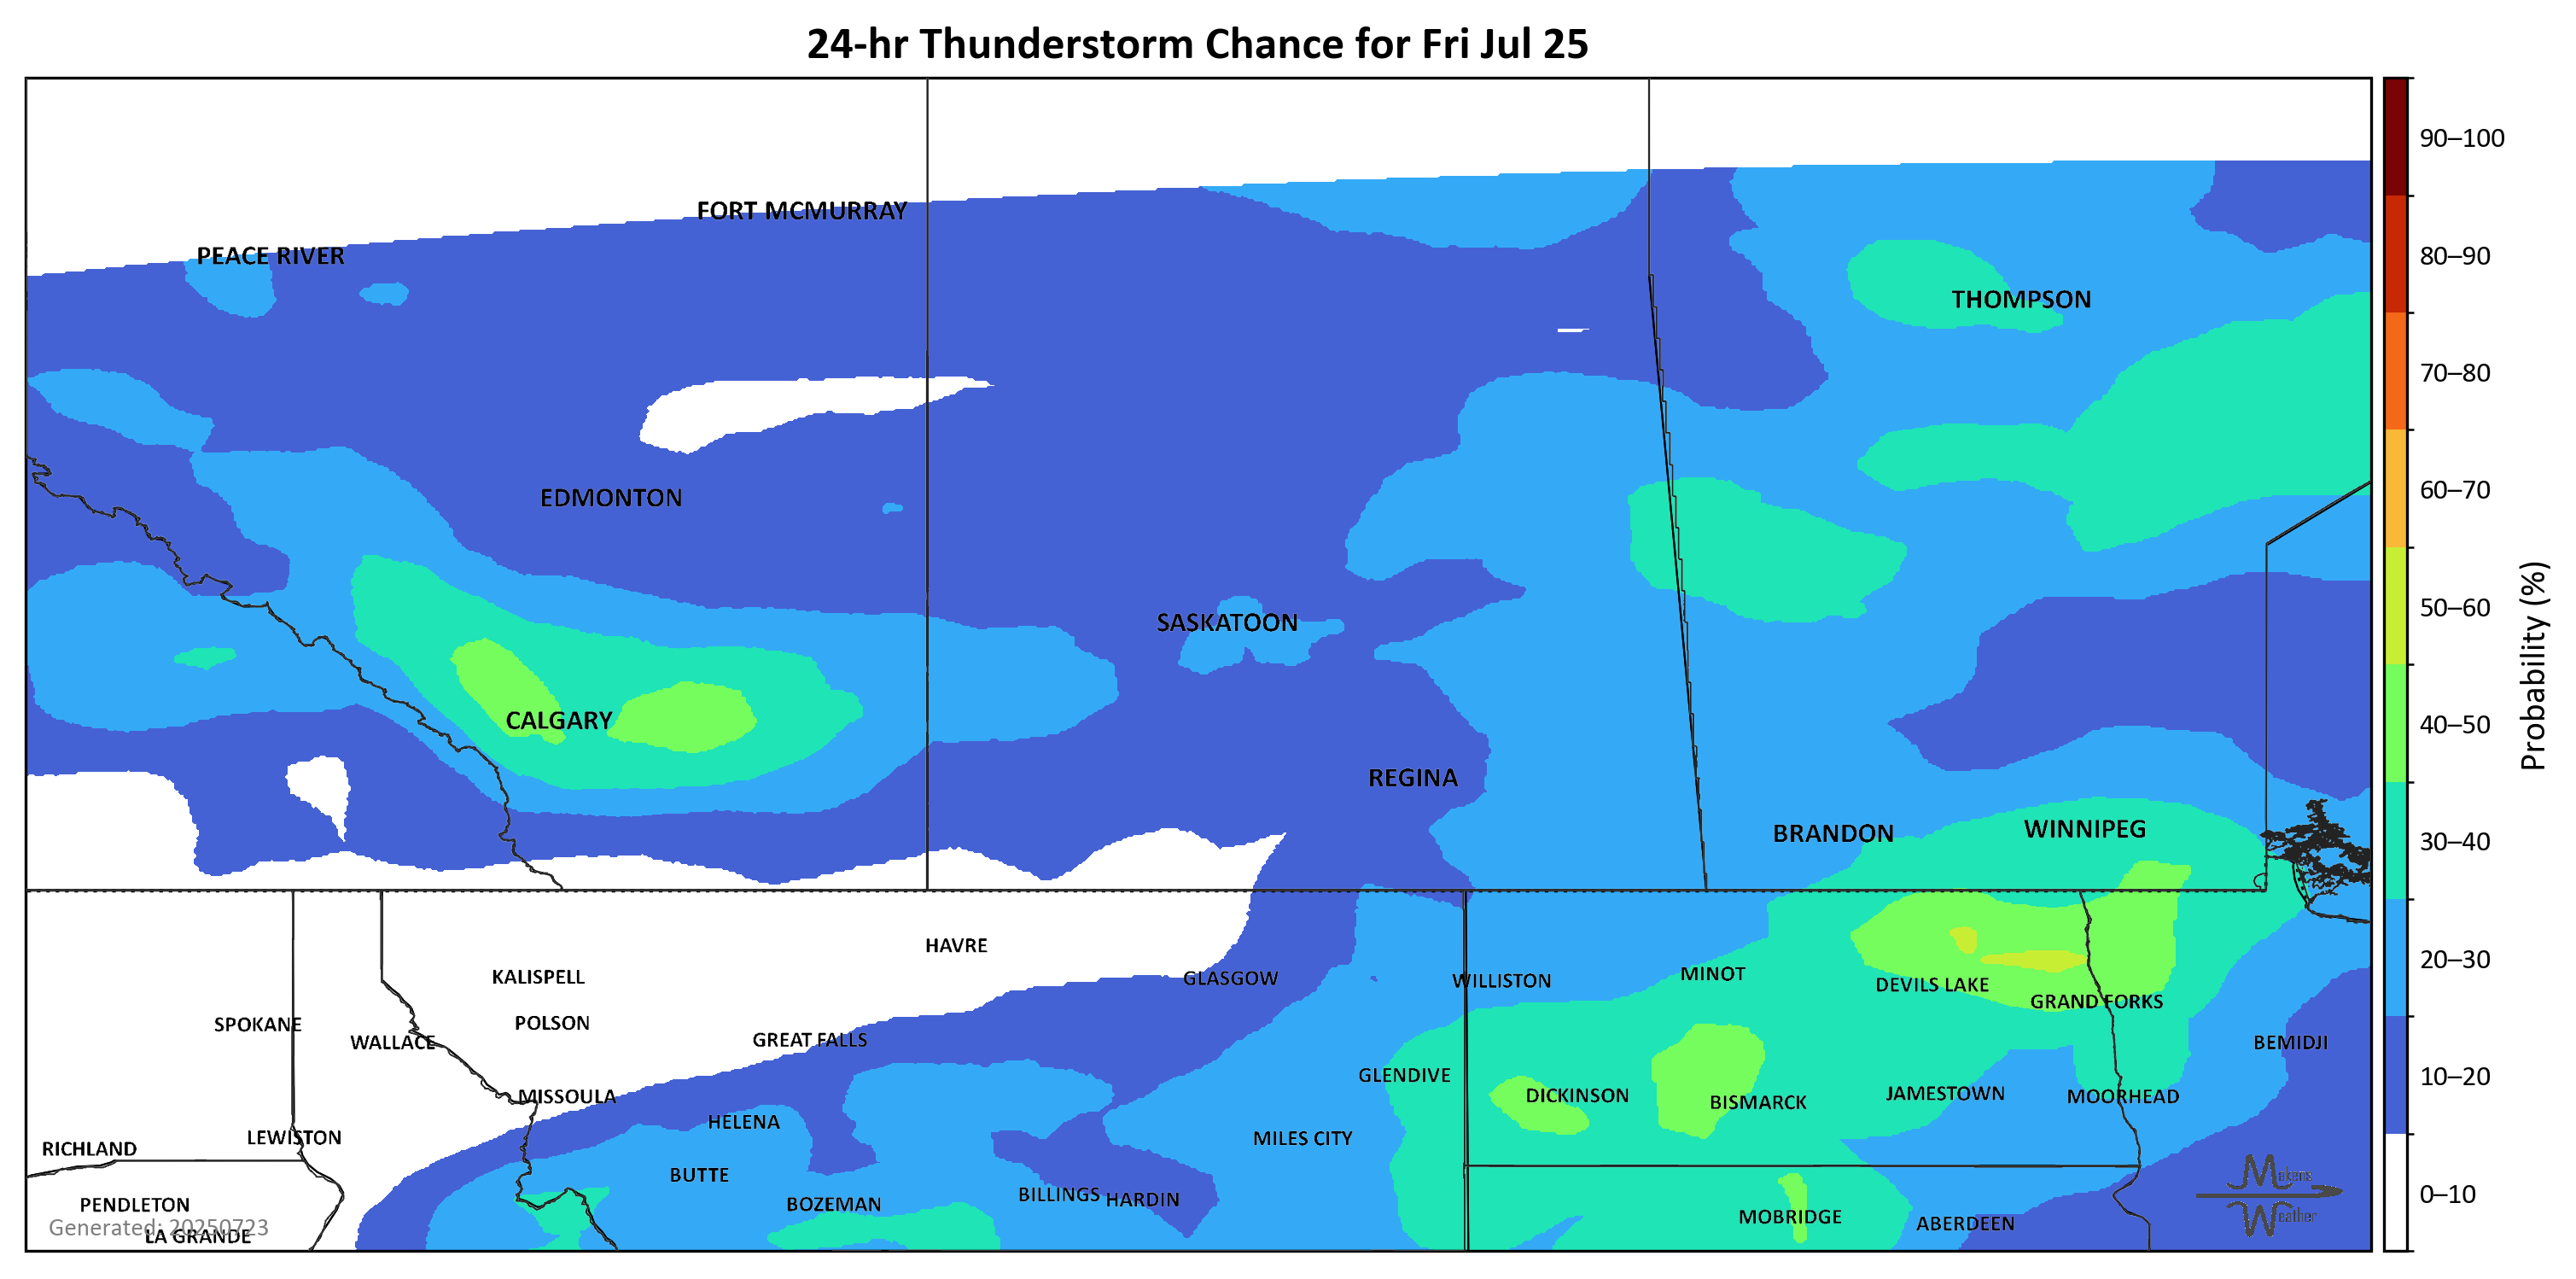 24-hr Thunderstorm Chance for Fri Jul 25
90–100
FORT MCMURRAY
PEACE RIVER
80–90
THOMPSON
70–80
60–70
EDMONTON
50–60
SASKATOON
CALGARY
40–50
Probability (%)
REGINA
BRANDON
WINNIPEG
30–40
HAVRE
20–30
KALISPELL
GLASGOW
WILLISTON
MINOT
DEVILS LAKE
GRAND FORKS
SPOKANE
POLSON
WALLACE
GREAT FALLS
BEMIDJI
GLENDIVE
10–20
MISSOULA
DICKINSON
BISMARCK
JAMESTOWN
MOORHEAD
HELENA
LEWISTON
MILES CITY
RICHLAND
BUTTE
Mekens
Weather
0–10
BILLINGS
HARDIN
PENDLETON
BOZEMAN
MOBRIDGE
ABERDEEN
Generated: 20250723
LA GRANDE